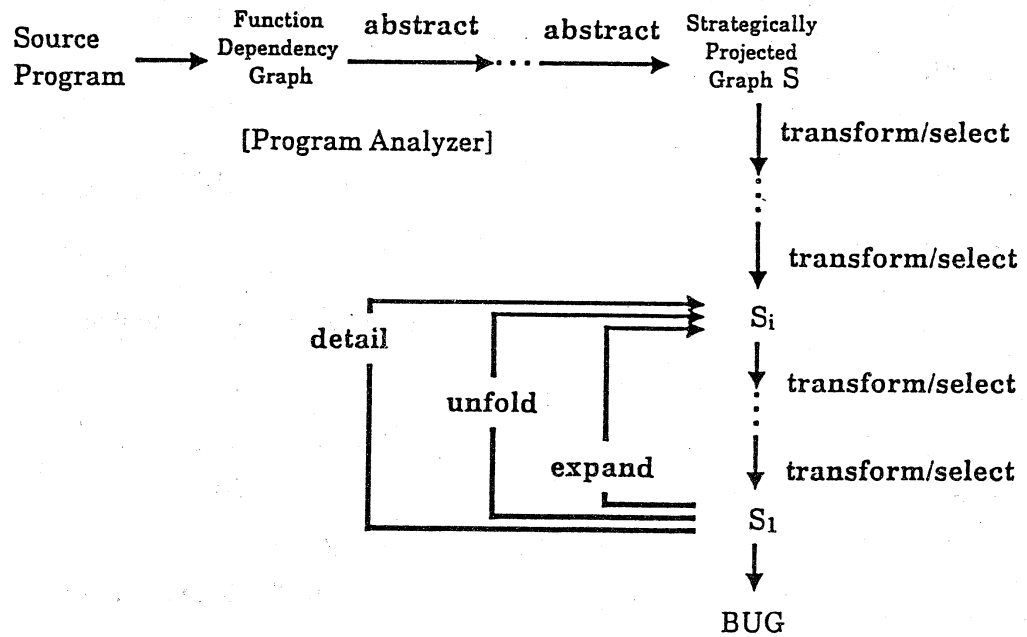 Source
Program
Function
Dependency
Graph
abstract
abstract
Strategically
Projected
Graph S
[Program Analyzer]
transform/select
transform/select
Si
detail
transform/select
unfold
expand
transform/select
S1
BUG